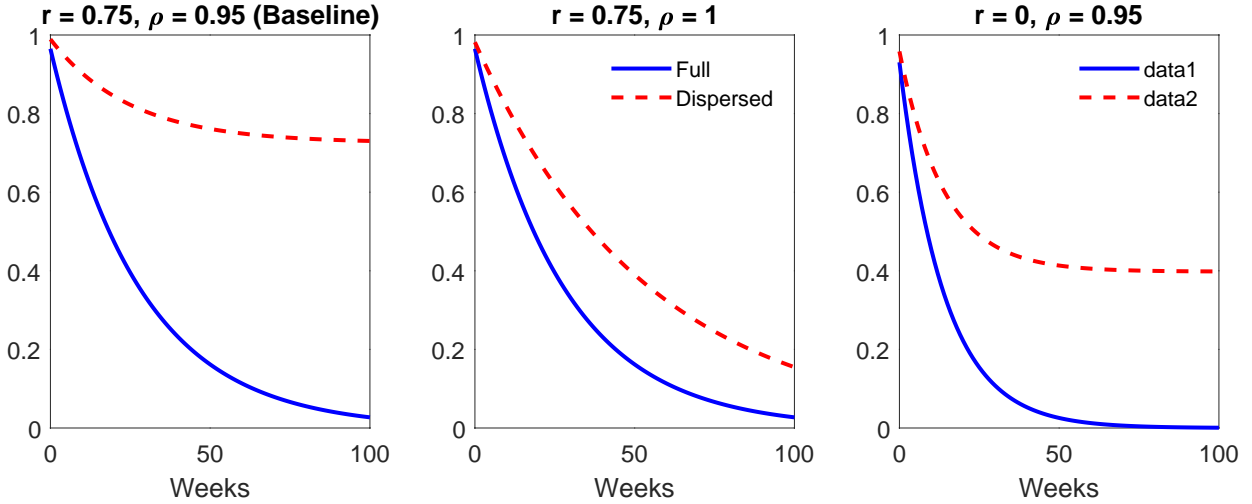 r = 0.75, ρ = 0.95 (Baseline)
1
0.8
0.6
0.4
0.2
0
0
50
100
Weeks
r = 0.75, ρ = 1
Full
Dispersed
1
0.8
0.6
0.4
0.2
0
0
50
100
Weeks
r = 0, ρ = 0.95
data1
data2
1
0.8
0.6
0.4
0.2
0
0
50
100
Weeks